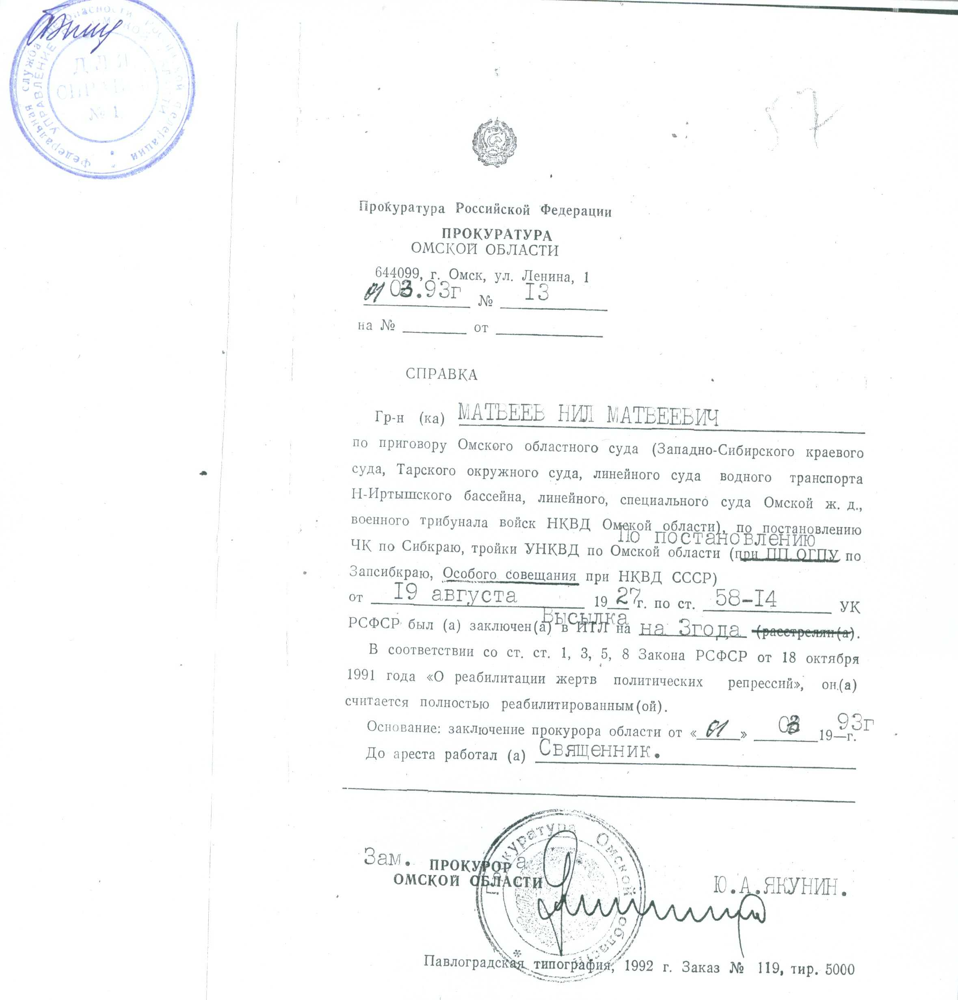 Федеральная служба безопасности Российской Федерации
УПРАВЛЕНИЕ
ДЛЯ
№ 1
57
Прокуратура Российской Федерации
ПРОКУРАТУРА
ОМСКОЙ ОБЛАСТИ
644099, г. Омск, ул. Ленина, 1
01 03.93г № I3
на № от
СПРАВКА
Гр-н (ка) МАТВЕЕВ НИЛ МАТВЕЕВИЧ
по приговору Омского областного суда (Западно-Сибирского краевого
суда, Тарского окружного суда, линейного суда водного транспорта
Н-Иртышского бассейна, линейного, специального суда Омской ж. д.,
военного трибунала войск НКВД Омской области), по постановлению
По постановлению
ЧК по Сибкраю, тройки УНКВД по Омской области (при ПП ОГПУ по
Запсибкраю, Особого совещания при НКВД СССР)
от I9 августа 1927г. по ст. 58-I4 УК
Высылка
РСФСР был (а) заключен(а) в ИТЛ на на 3года (расстрелян(а).
В соответствии со ст. ст. 1, 3, 5, 8 Закона РСФСР от 18 октября
1991 года «О реабилитации жертв политических репрессий», он.(а)
считается полностью реабилитированным(ой).
Основание: заключение прокурора области от «01» 03 19—г. 93г
До ареста работал (а) Священник.
Прокуратура Омской области
Зам. ПРОКУРОРа
ОМСКОЙ ОБЛАСТИ
Ю.А.ЯКУНИН.
Павлоградская типография, 1992 г. Заказ № 119, тир. 5000